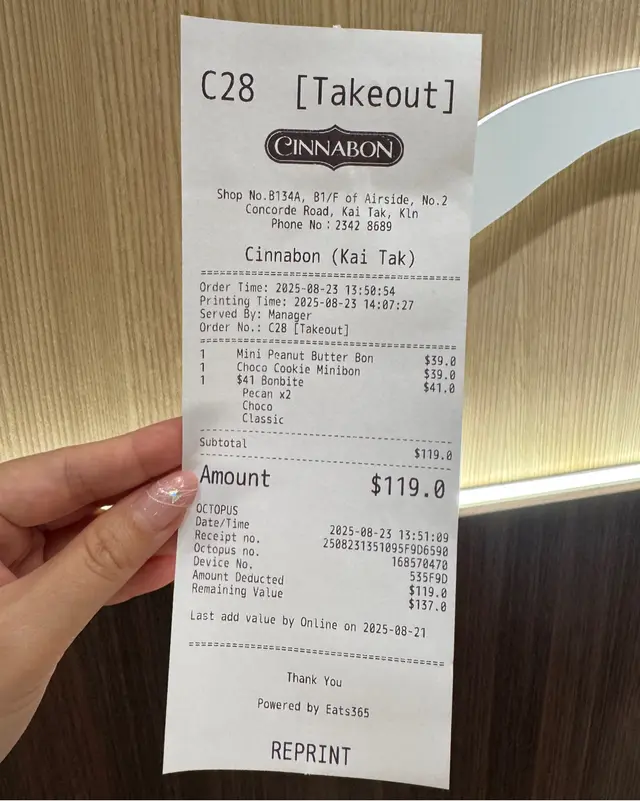 C28 [Takeout]
CINNABON
Shop No.B134A, B1/F of Airside, No.2
Concorde Road, Kai Tak, Kln
Phone No：2342 8689
Cinnabon (Kai Tak)
Order Time: 2025-08-23 13:50:54
Printing Time: 2025-08-23 14:07:27
Served By: Manager
Order No.: C28 [Takeout]
1 Mini Peanut Butter Bon $39.0
1 Choco Cookie Minibon $39.0
1 $41 Bonbite $41.0
Pecan x2
Choco
Classic
Subtotal $119.0
Amount $119.0
OCTOPUS
Date/Time 2025-08-23 13:51:09
Receipt no. 2508231351095F9D6590
Octopus no. 168570470
Device No. 535F9D
Amount Deducted $119.0
Remaining Value $137.0
Last add value by Online on 2025-08-21
Thank You
Powered by Eats365
REPRINT